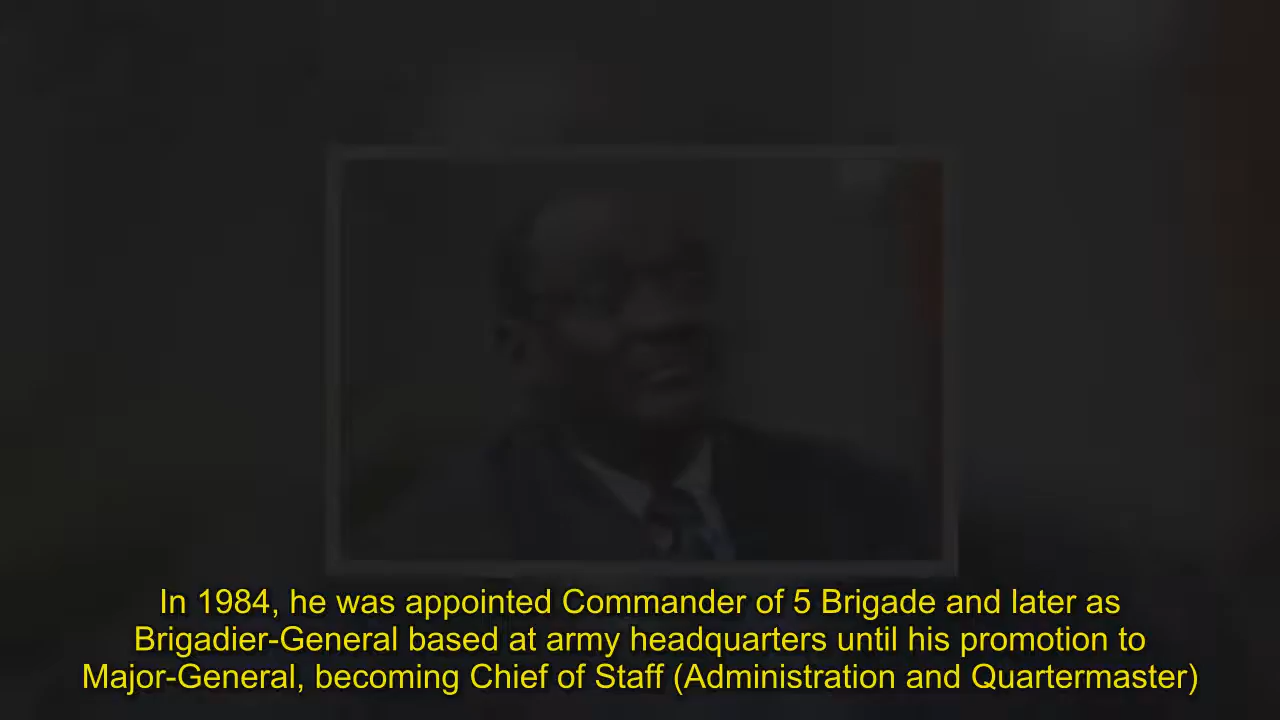 In 1984, he was appointed Commander of 5 Brigade and later as
Brigadier-General based at army headquarters until his promotion to
Major-General, becoming Chief of Staff (Administration and Quartermaster)